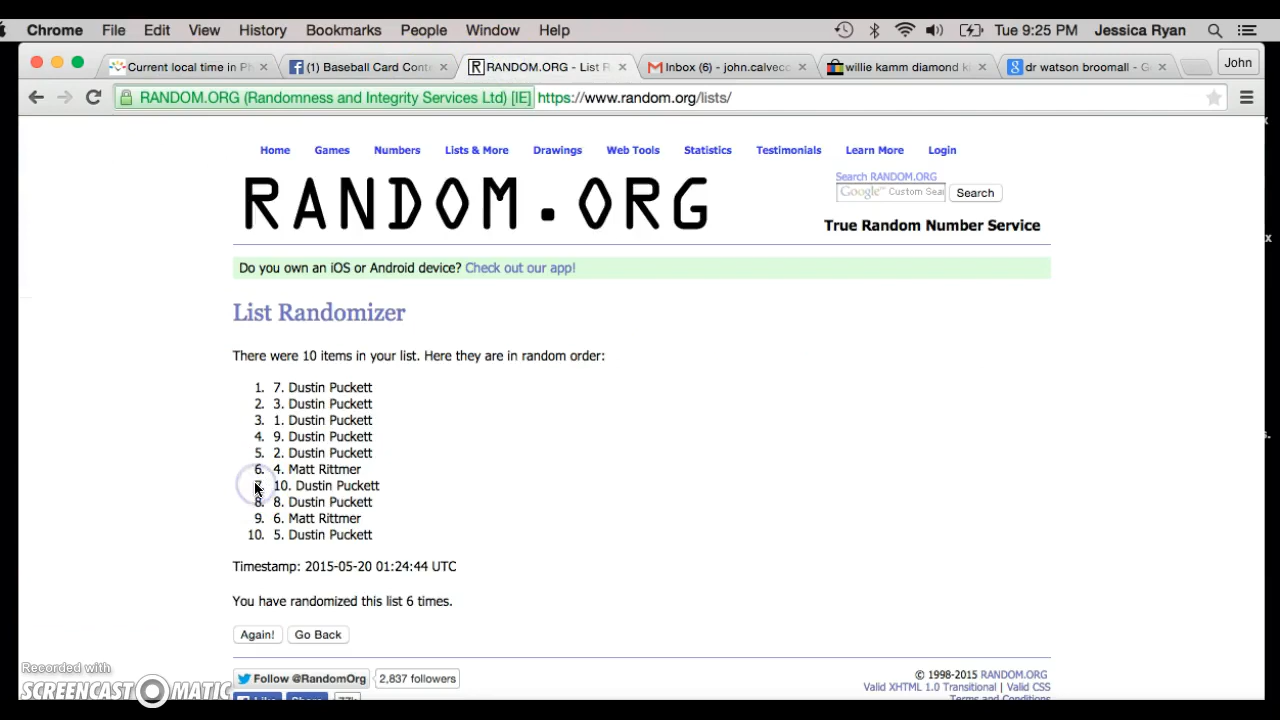 Chrome File Edit View History Bookmarks People Window Help Tue 9:25 PM Jessica Ryan
Current local time in Ph (1) Baseball Card Cont RANDOM.ORG - List R Inbox (6) - john.calvecc willie kamm diamond ki dr watson broomall - G John
RANDOM.ORG (Randomness and Integrity Services Ltd) [IE] https://www.random.org/lists/
Home Games Numbers Lists & More Drawings Web Tools Statistics Testimonials Learn More Login
RANDOM.ORG
Search RANDOM.ORG
Google™ Custom Sear Search
True Random Number Service
Do you own an iOS or Android device? Check out our app!
List Randomizer
There were 10 items in your list. Here they are in random order:
1. 7. Dustin Puckett
2. 3. Dustin Puckett
3. 1. Dustin Puckett
4. 9. Dustin Puckett
5. 2. Dustin Puckett
6. 4. Matt Rittmer
7. 10. Dustin Puckett
8. 8. Dustin Puckett
9. 6. Matt Rittmer
10. 5. Dustin Puckett
Timestamp: 2015-05-20 01:24:44 UTC
You have randomized this list 6 times.
Again! Go Back
Follow @RandomOrg 2,837 followers
© 1998-2015 RANDOM.ORG
Valid XHTML 1.0 Transitional | Valid CSS
Terms and Conditions
Like Share
Recorded with
SCREENCAST-O-MATIC